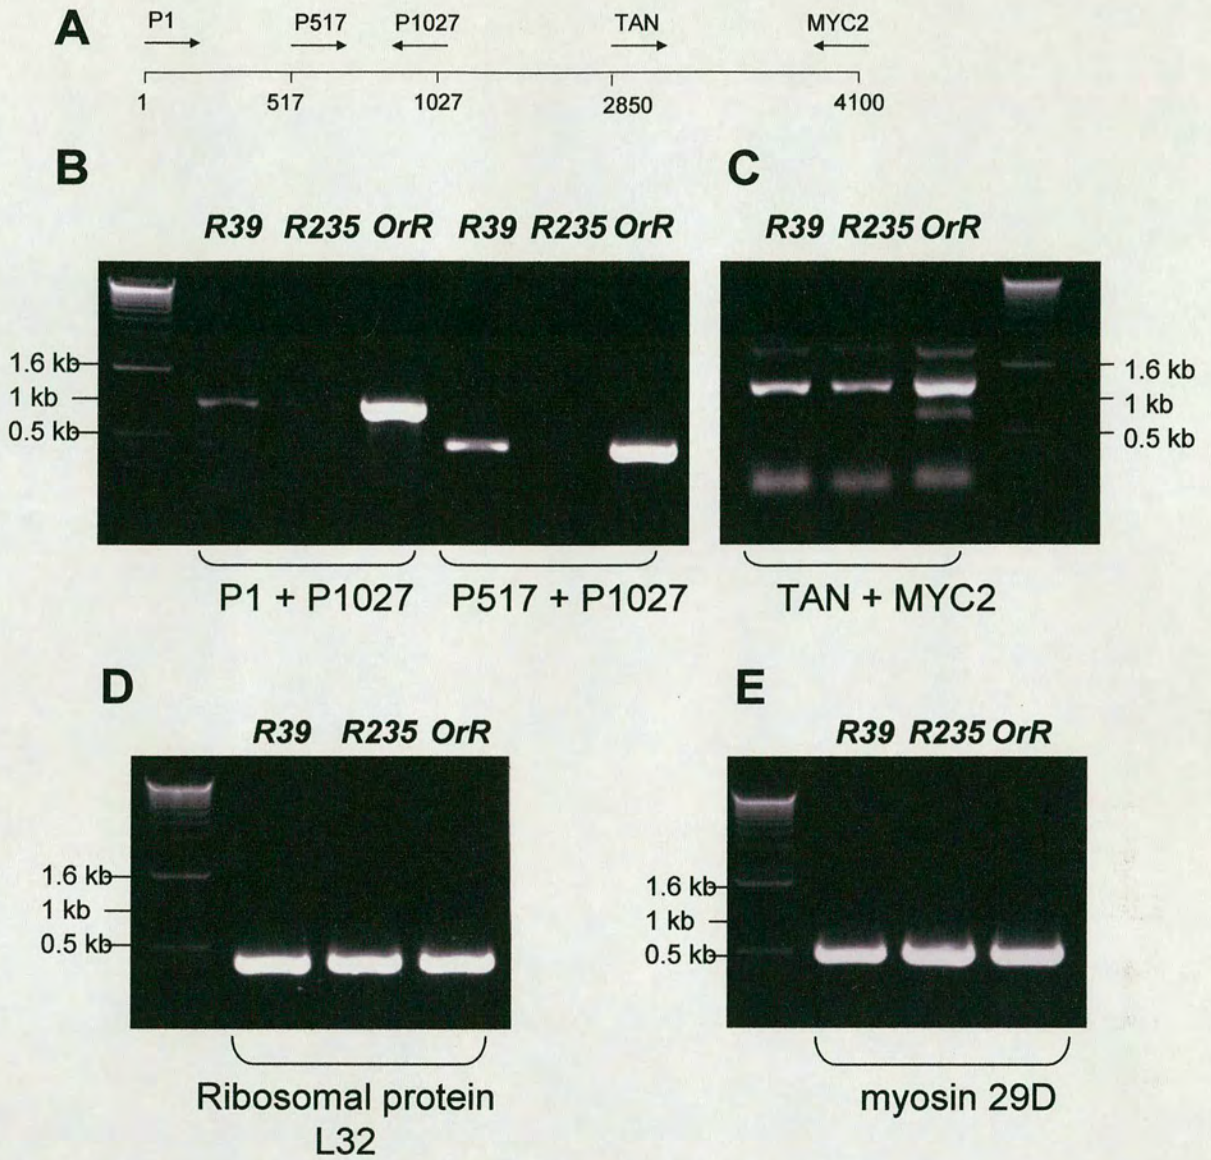 A
P1 P517 P1027 TAN MYC2
1 517 1027 2850 4100
B
R39 R235 OrR R39 R235 OrR
1.6 kb
1 kb
0.5 kb
P1 + P1027 P517 + P1027
C
R39 R235 OrR
1.6 kb
1 kb
0.5 kb
TAN + MYC2
D
R39 R235 OrR
1.6 kb
1 kb
0.5 kb
Ribosomal protein
L32
E
R39 R235 OrR
1.6 kb
1 kb
0.5 kb
myosin 29D